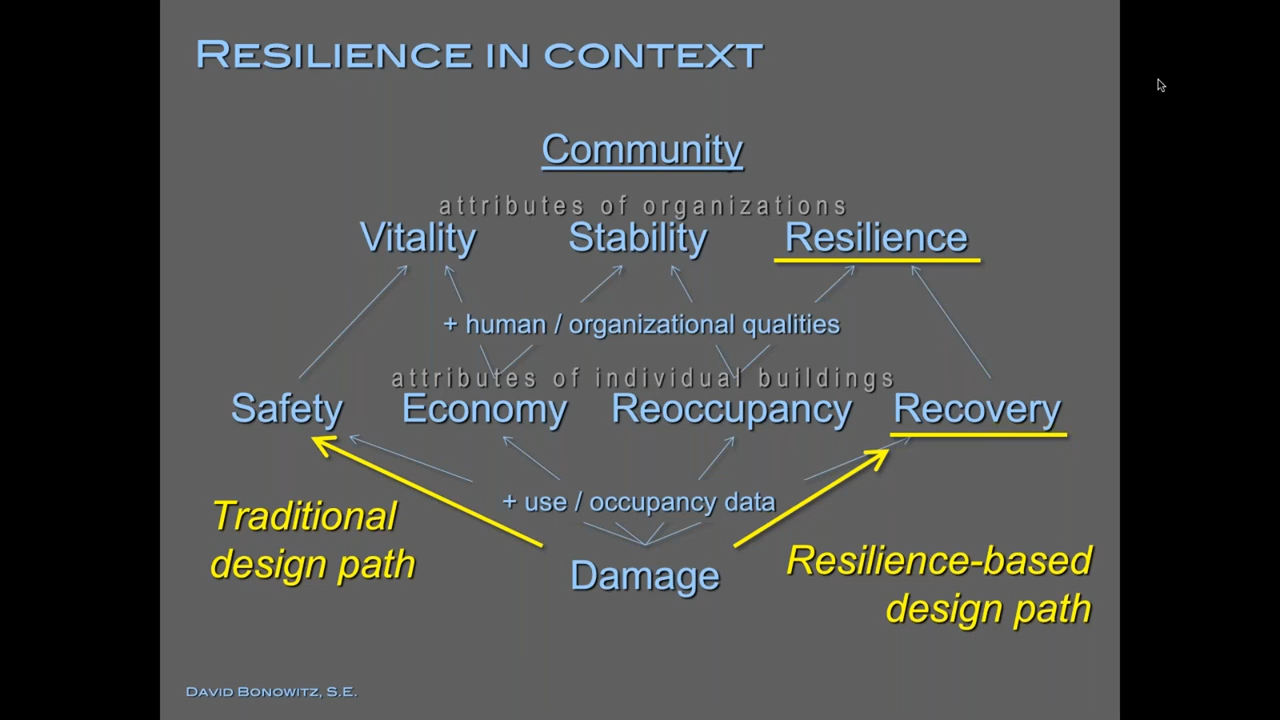 RESILIENCE IN CONTEXT
Community
attributes of organizations
Vitality Stability Resilience
+ human / organizational qualities
attributes of individual buildings
Safety Economy Reoccupancy Recovery
+ use / occupancy data
Traditional
design path
Damage
Resilience-based
design path
DAVID BONOWITZ, S.E.